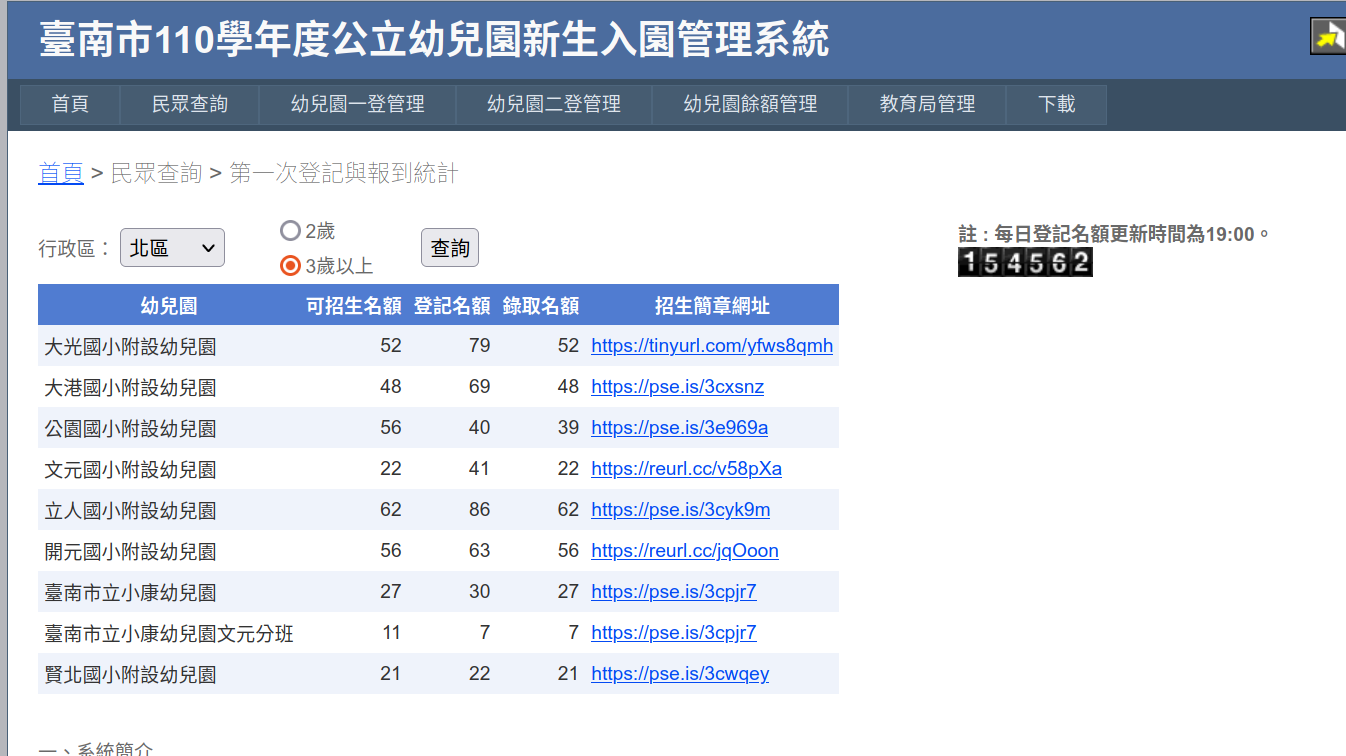 臺南市110學年度公立幼兒園新生入園管理系統
首頁 民眾查詢 幼兒園一登管理 幼兒園二登管理 幼兒園餘額管理 教育局管理 下載
首頁 > 民眾查詢 > 第一次登記與報到統計
行政區： 北區 2歲 3歲以上 查詢
註 : 每日登記名額更新時間為19:00。
154562
幼兒園 可招生名額 登記名額 錄取名額 招生簡章網址
大光國小附設幼兒園 52 79 52 https://tinyurl.com/yfws8qmh
大港國小附設幼兒園 48 69 48 https://pse.is/3cxsnz
公園國小附設幼兒園 56 40 39 https://pse.is/3e969a
文元國小附設幼兒園 22 41 22 https://reurl.cc/v58pXa
立人國小附設幼兒園 62 86 62 https://pse.is/3cyk9m
開元國小附設幼兒園 56 63 56 https://reurl.cc/jqOoon
臺南市立小康幼兒園 27 30 27 https://pse.is/3cpjr7
臺南市立小康幼兒園文元分班 11 7 7 https://pse.is/3cpjr7
賢北國小附設幼兒園 21 22 21 https://pse.is/3cwqey
一、系統簡介